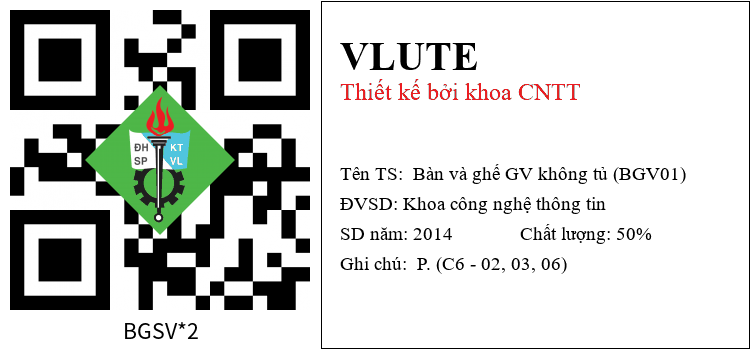 ĐH KT
SP VL
BGSV*2
VLUTE
Thiết kế bởi khoa CNTT
Tên TS: Bàn và ghế GV không tủ (BGV01)
ĐVSD: Khoa công nghệ thông tin
SD năm: 2014 Chất lượng: 50%
Ghi chú: P. (C6 - 02, 03, 06)